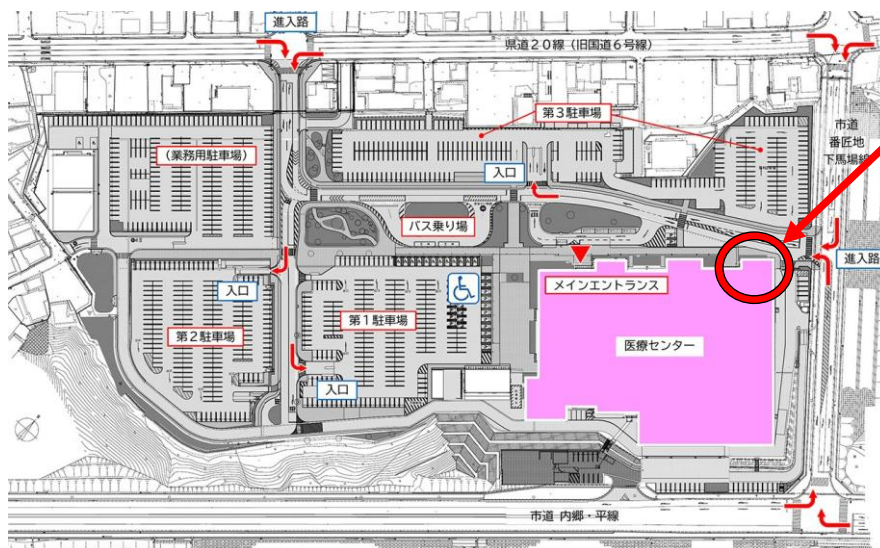 進入路
県道20線(旧国道6号線)
第3駐車場
市道
番匠地
下馬場線
(業務用駐車場)
入口
バス乗り場
進入路
入口
メインエントランス
第1駐車場
第2駐車場
医療センター
入口
市道 内郷・平線